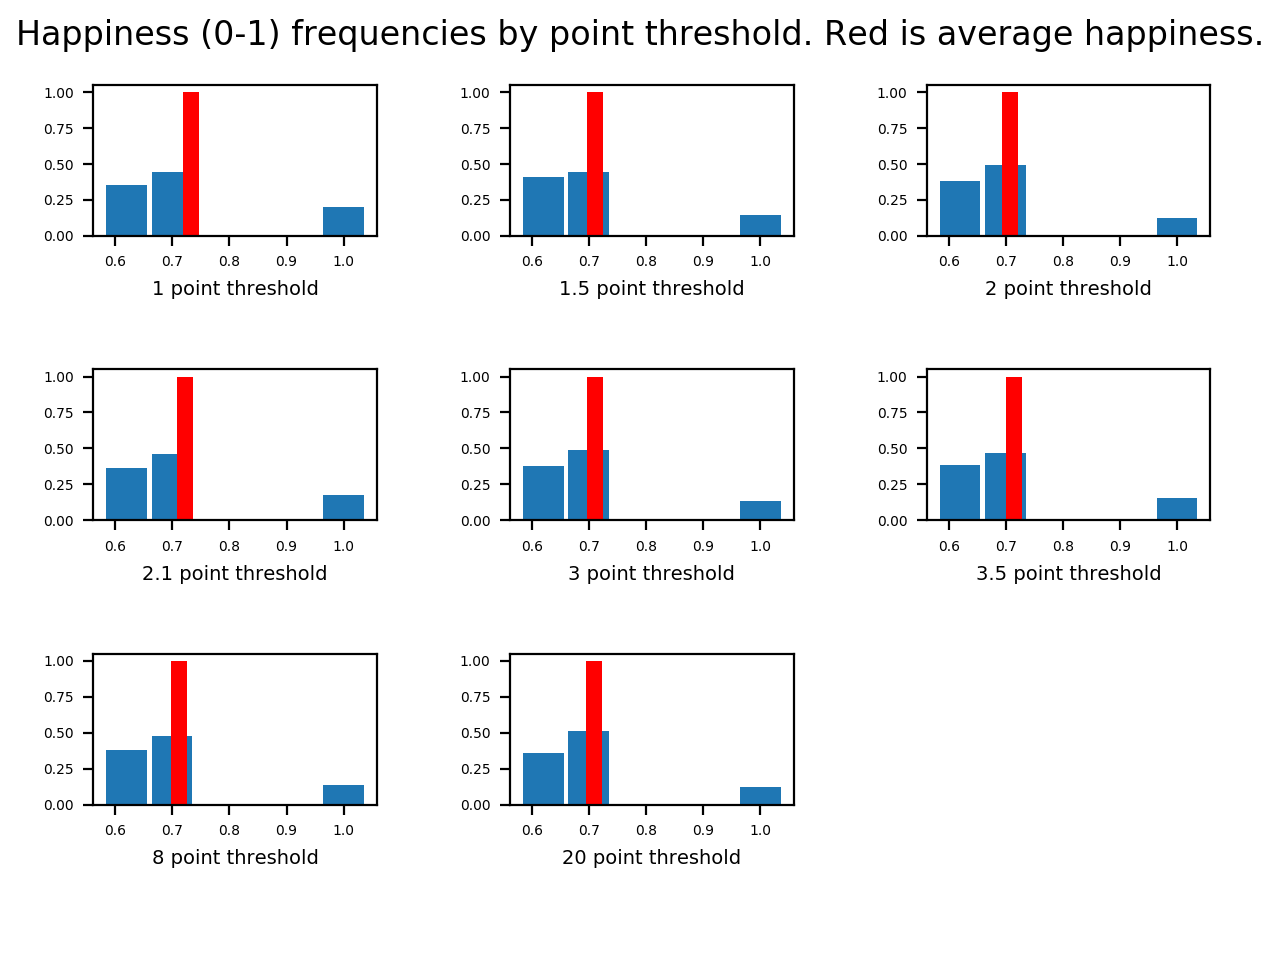 Happiness (0-1) frequencies by point threshold. Red is average happiness.
1.00 1.00 1.00
0.75 0.75 0.75
0.50 0.50 0.50
0.25 0.25 0.25
0.00 0.00 0.00
0.6 0.7 0.8 0.9 1.0 0.6 0.7 0.8 0.9 1.0 0.6 0.7 0.8 0.9 1.0
1 point threshold 1.5 point threshold 2 point threshold
1.00 1.00 1.00
0.75 0.75 0.75
0.50 0.50 0.50
0.25 0.25 0.25
0.00 0.00 0.00
0.6 0.7 0.8 0.9 1.0 0.6 0.7 0.8 0.9 1.0 0.6 0.7 0.8 0.9 1.0
2.1 point threshold 3 point threshold 3.5 point threshold
1.00 1.00
0.75 0.75
0.50 0.50
0.25 0.25
0.00 0.00
0.6 0.7 0.8 0.9 1.0 0.6 0.7 0.8 0.9 1.0
8 point threshold 20 point threshold